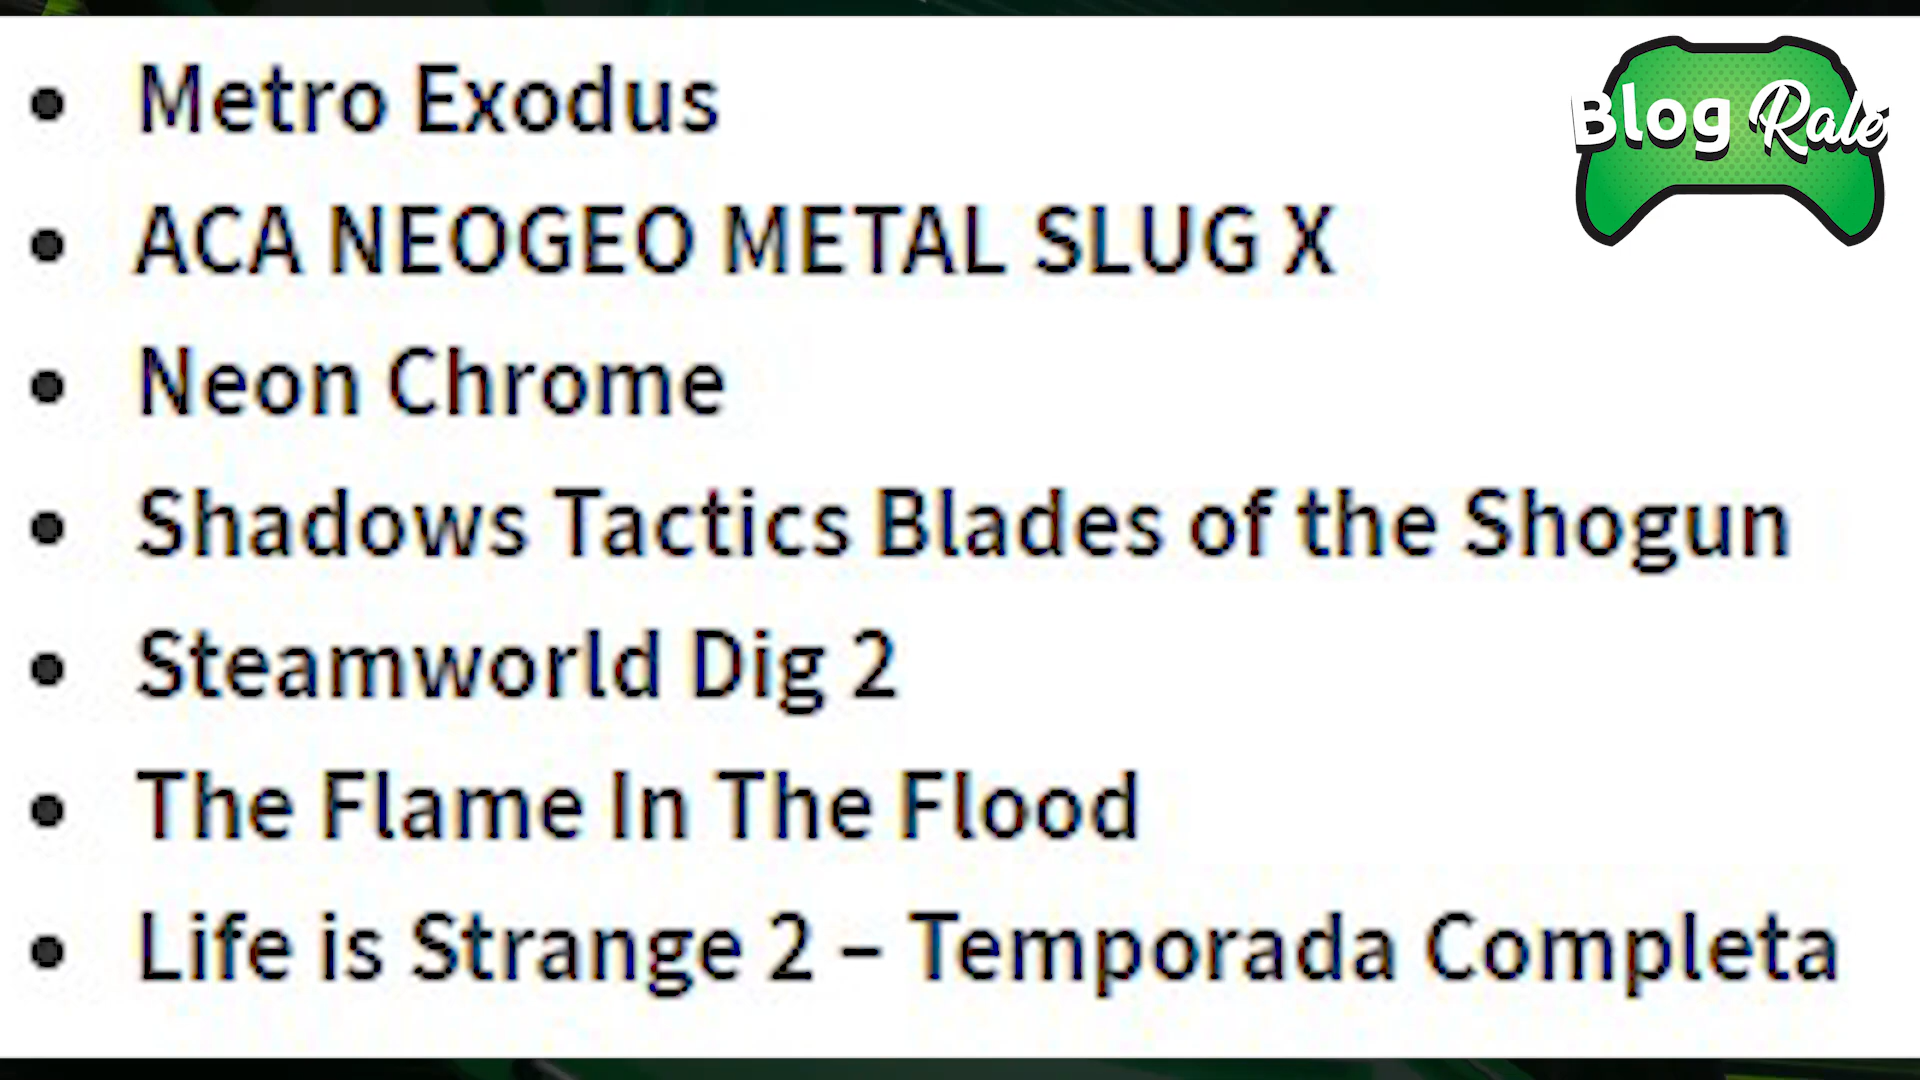 Metro Exodus
Blog Rale
ACA NEOGEO METAL SLUG X
Neon Chrome
Shadows Tactics Blades of the Shogun
Steamworld Dig 2
The Flame In The Flood
Life is Strange 2 – Temporada Completa